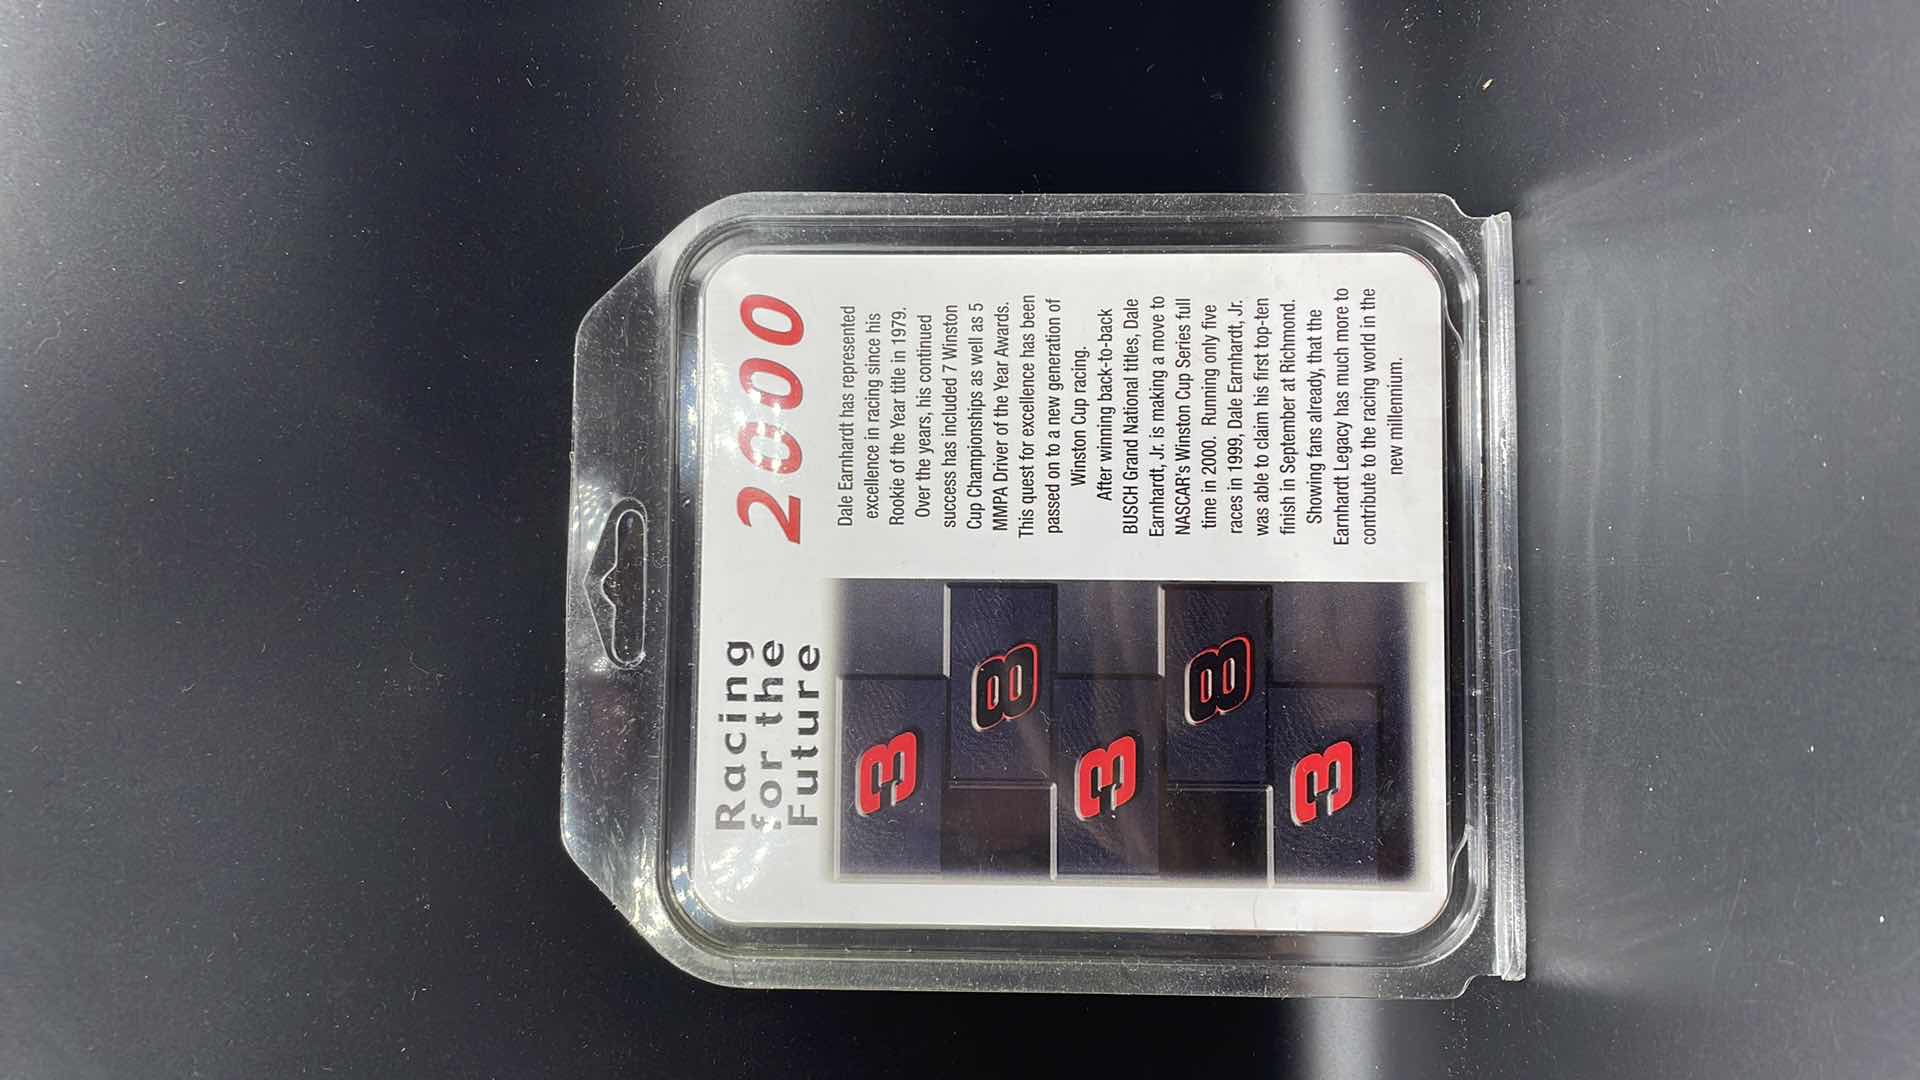 Racing
for the
Future
2000
Dale Earnhardt has represented
excellence in racing since his
Rookie of the Year title in 1979.
Over the years, his continued
success has included 7 Winston
Cup Championships as well as 5
MMPA Driver of the Year Awards.
This quest for excellence has been
passed on to a new generation of
Winston Cup racing.
After winning back-to-back
BUSCH Grand National titles, Dale
Earnhardt, Jr. is making a move to
NASCAR's Winston Cup Series full
time in 2000. Running only five
races in 1999, Dale Earnhardt, Jr.
was able to claim his first top-ten
finish in September at Richmond.
Showing fans already, that the
Earnhardt Legacy has much more to
contribute to the racing world in the
new millennium.
3
8
3
8
3